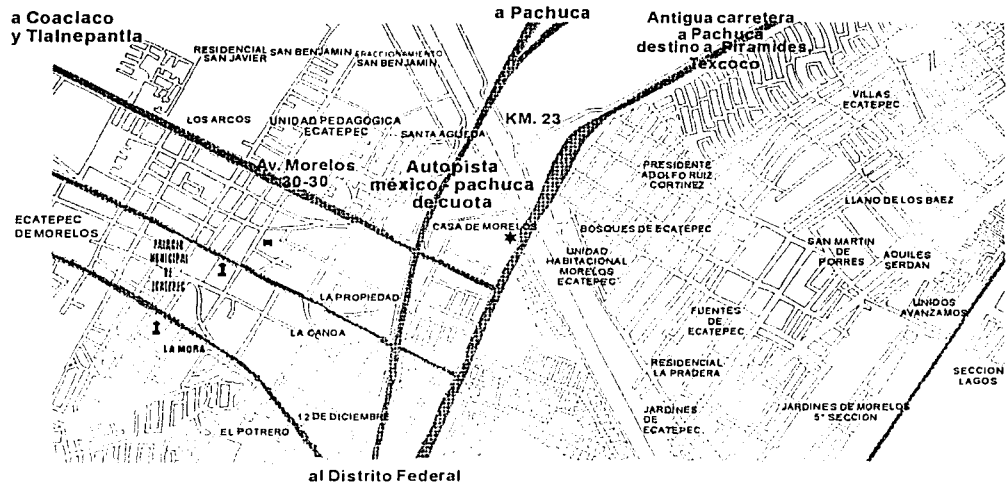 a Coaclaco
y Tlalnepantla
a Pachuca
Antigua carretera
a Pachuca
destino a Piramides,
Texcoco
RESIDENCIAL
SAN JAVIER
SAN BENJAMIN
FRACCIONAMIENTO
SAN BENJAMIN
VILLAS
ECATEPEC
LOS ARCOS
UNIDAD PEDAGÓGICA
ECATEPEC
SANTA AGUEDA
KM. 23
Av. Morelos
30-30
Autopista
méxico / pachuca
de cuota
PRESIDENTE
ADOLFO RUIZ
CORTINEZ
LLANO DE LOS BAEZ
ECATEPEC
DE MORELOS
PALACIO
MUNICIPAL
DE
ECATEPEC
CASA DE MORELOS
BOSQUES DE ECATEPEC
UNIDAD
HABITACIONAL
MORELOS
ECATEPEC
SAN MARTIN
DE
PORRES
AQUILES
SERDAN
LA PROPIEDAD
UNIDOS
AVANZAMOS
FUENTES
DE
ECATEPEC
LA CANOA
LA MORA
RESIDENCIAL
LA PRADERA
SECCION
LAGOS
12 DE DICIEMBRE
EL POTRERO
JARDINES
DE
ECATEPEC
JARDINES DE MORELOS
5ª SECCIÓN
al Distrito Federal